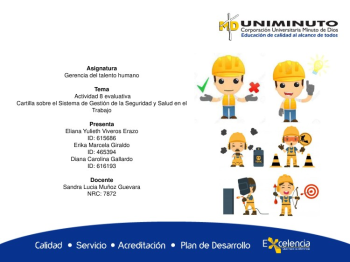 UNIMINUTO
Corporación Universitaria Minuto de Dios
Educación de calidad al alcance de todos
Asignatura
Gerencia del talento humano
Tema
Actividad 8 evaluativa
Cartilla sobre el Sistema de Gestión de la Seguridad y Salud en el
Trabajo
Presenta
Eliana Yulieth Viveros Erazo
ID: 615686
Erika Marcela Giraldo
ID: 465394
Diana Carolina Gallardo
ID: 616193
Docente
Sandra Lucia Muñoz Guevara
NRC: 7872
Calidad • Servicio • Acreditación • Plan de Desarrollo
Excelencia